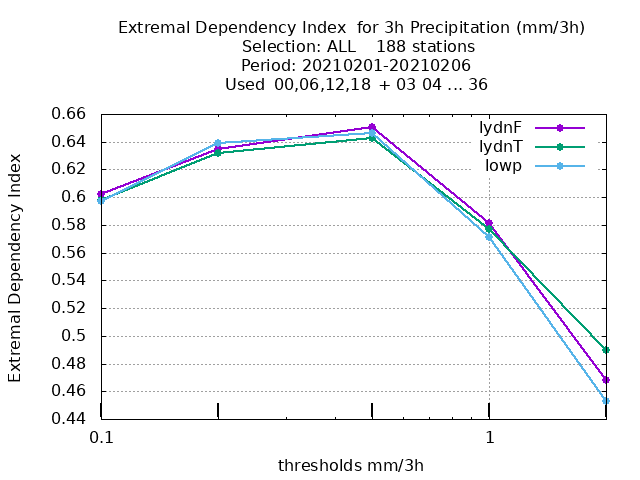 Extremal Dependency Index  for 3h Precipitation (mm/3h)
Selection: ALL    188 stations
Period: 20210201-20210206
Used  00,06,12,18  + 03 04 ... 36
0.66
0.64
0.62
0.6
0.58
0.56
0.54
0.52
0.5
0.48
0.46
0.44
Extremal Dependency Index
lydnF
lydnT
lowp
0.1
1
thresholds mm/3h